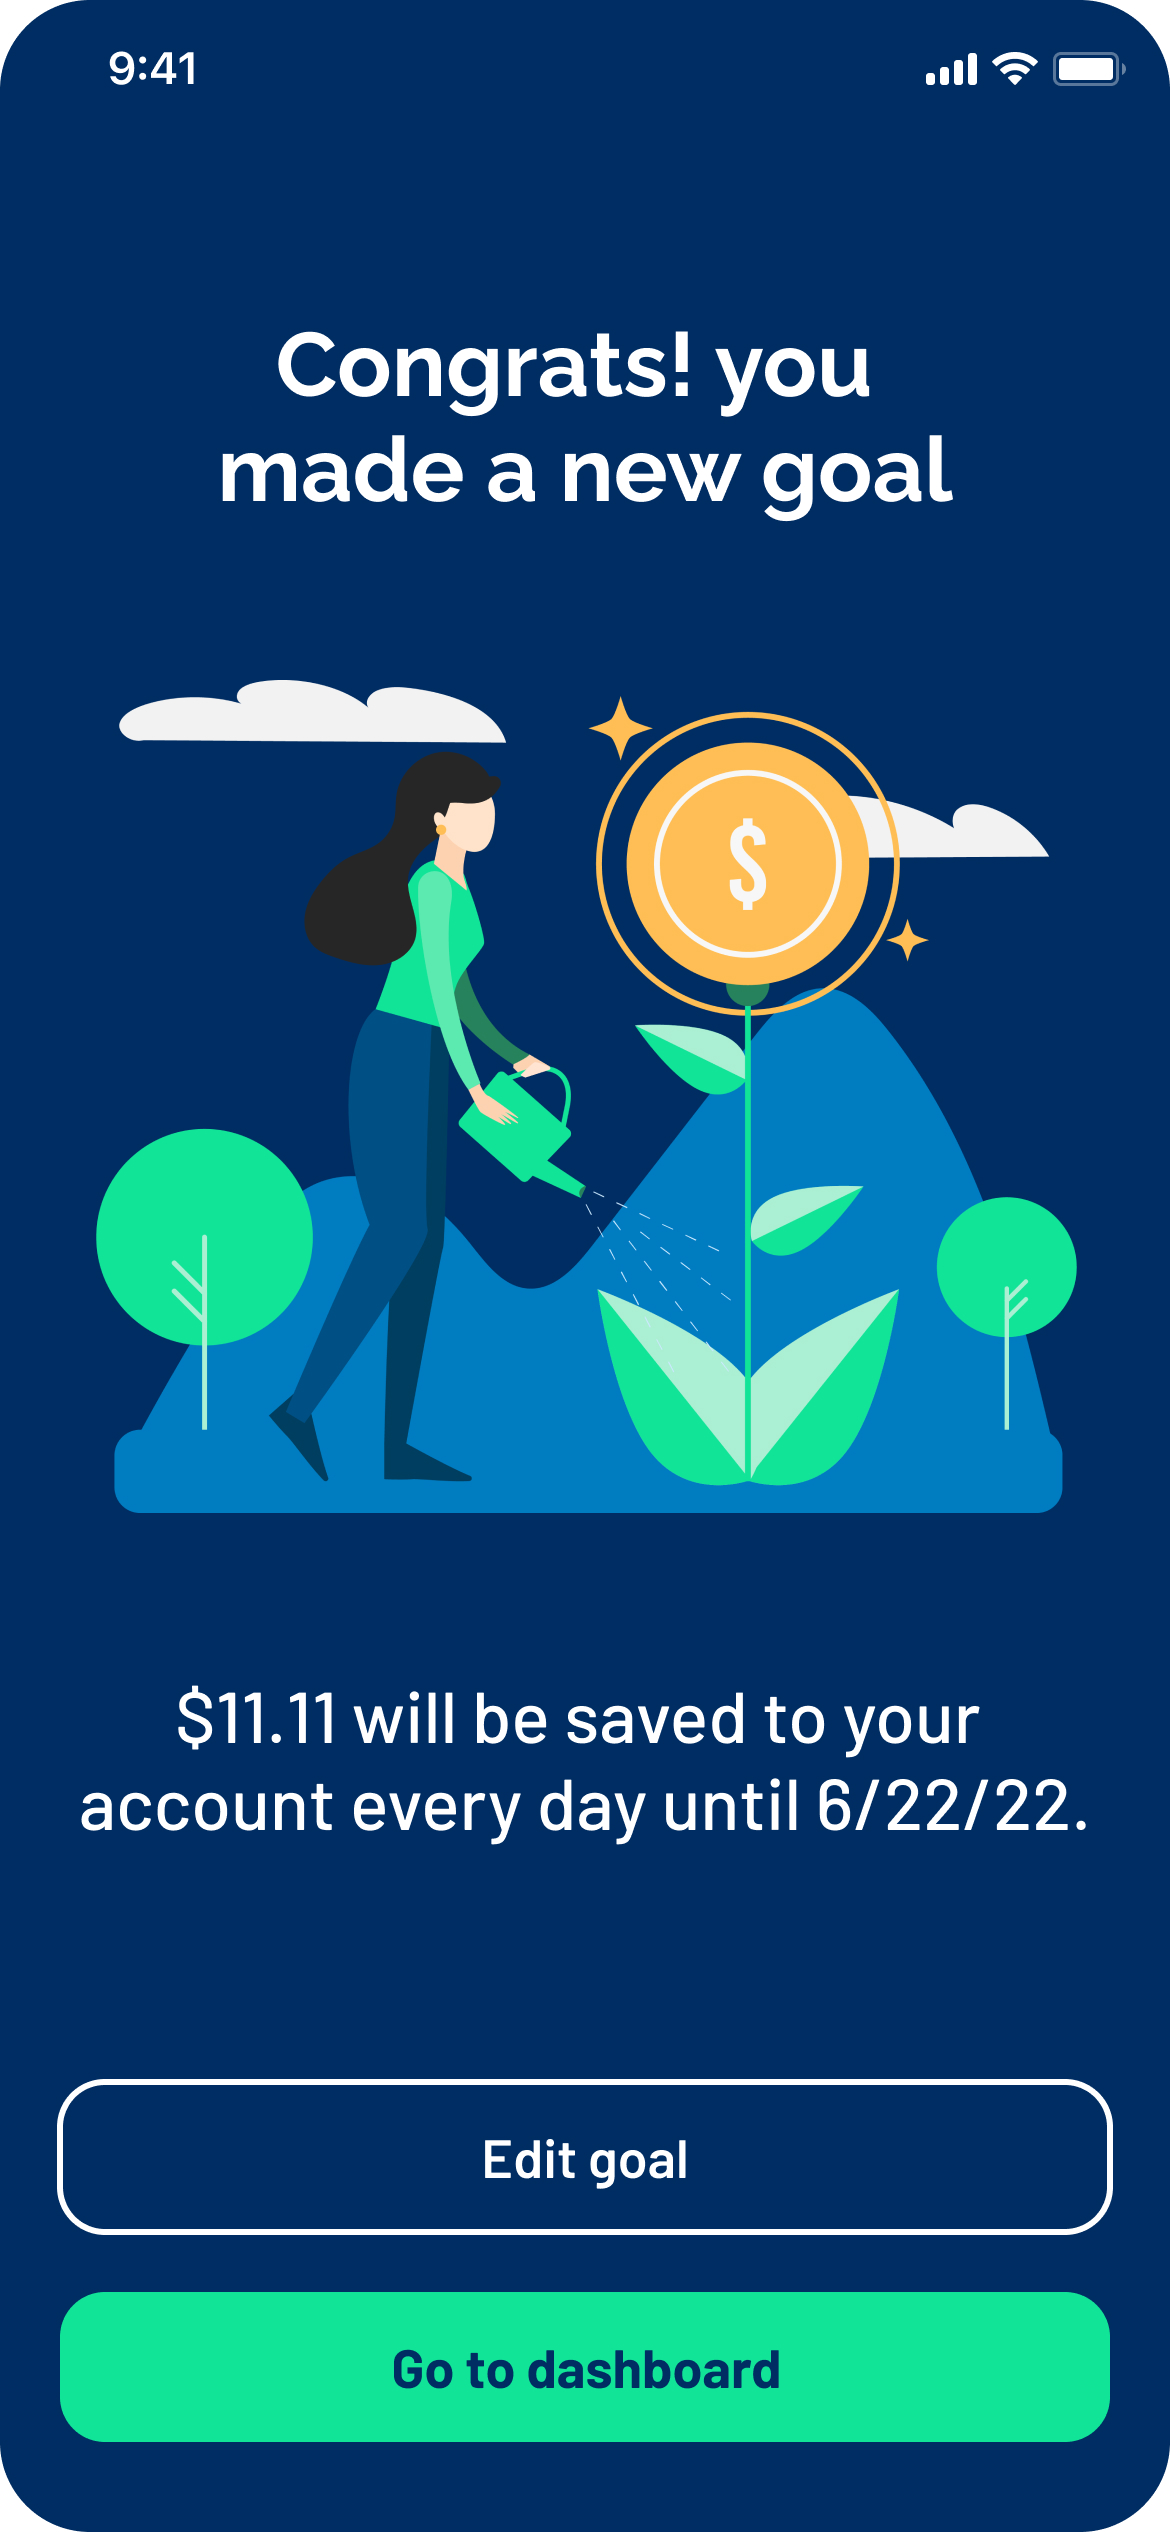 9:41
Congrats! you
made a new goal
$
$11.11 will be saved to your
account every day until 6/22/22.
Edit goal
Go to dashboard